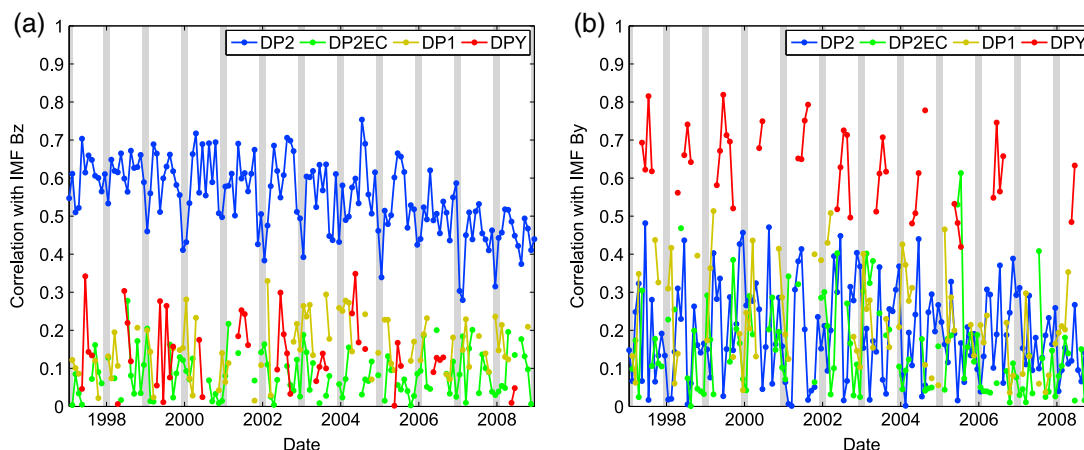 (a)
DP2 DP2EC DP1 DPY
Correlation with IMF Bz
1
0.9
0.8
0.7
0.6
0.5
0.4
0.3
0.2
0.1
0
1998 2000 2002 2004 2006 2008
Date
(b)
DP2 DP2EC DP1 DPY
Correlation with IMF By
1
0.9
0.8
0.7
0.6
0.5
0.4
0.3
0.2
0.1
0
1998 2000 2002 2004 2006 2008
Date